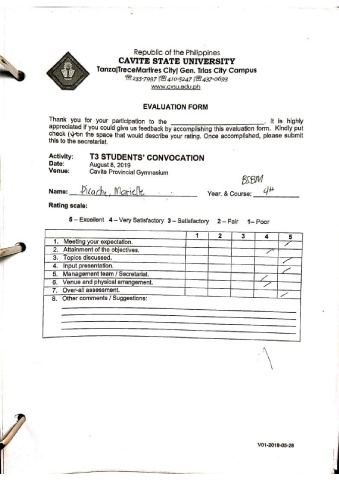 Republic of the Philippines
CAVITE STATE UNIVERSITY
Tanza|TreceMartires City| Gen. Trias City Campus
☏235-7997 ☏410-5247 ☏437-0693
www.cvsu.edu.ph
EVALUATION FORM
Thank you for your participation to the ____________________. It is highly
appreciated if you could give us feedback by accomplishing this evaluation form. Kindly put
check (✓) on the space that would describe your rating. Once accomplished, please submit
this to the secretariat.
Activity: T3 STUDENTS' CONVOCATION
Date: August 8, 2019
Venue: Cavite Provincial Gymnasium
BSBM
Name: Marielle Year. & Course:
Rating scale:
5 – Excellent 4 – Very Satisfactory 3 – Satisfactory 2 – Fair 1 – Poor
1 2 3 4 5
1. Meeting your expectation. ✓
2. Attainment of the objectives. ✓
3. Topics discussed. ✓
4. Input presentation. ✓
5. Management team / Secretariat. ✓
6. Venue and physical arrangement. ✓
7. Over-all assessment. ✓
8. Other comments / Suggestions:
V01-2018-05-28